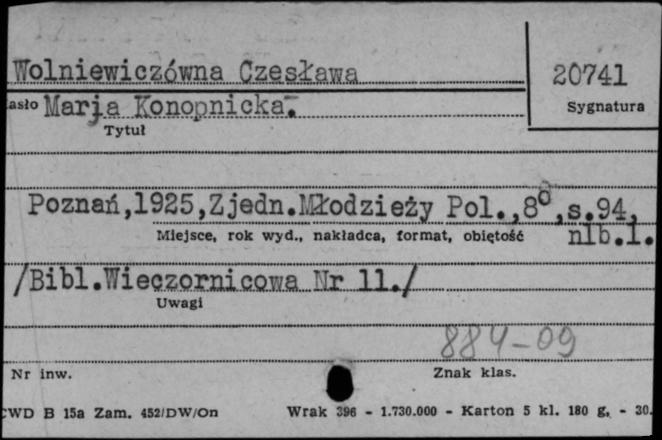 Wolniewiczówna Czesława
20741
asło Marja Konopnicka.
Sygnatura
Tytuł
Poznań,1925,Zjedn.Młodzieży Pol.,8°,s.94,
Miejsce, rok wyd., nakładca, format, objętość
nlb.1.
/Bibl.Wieczornicowa Nr 11./
Uwagi
884-09
Nr inw.
Znak klas.
CWD B 15a Zam. 452/DW/On Wrak 396 - 1.730.000 - Karton 5 kl. 180 g. - 30.